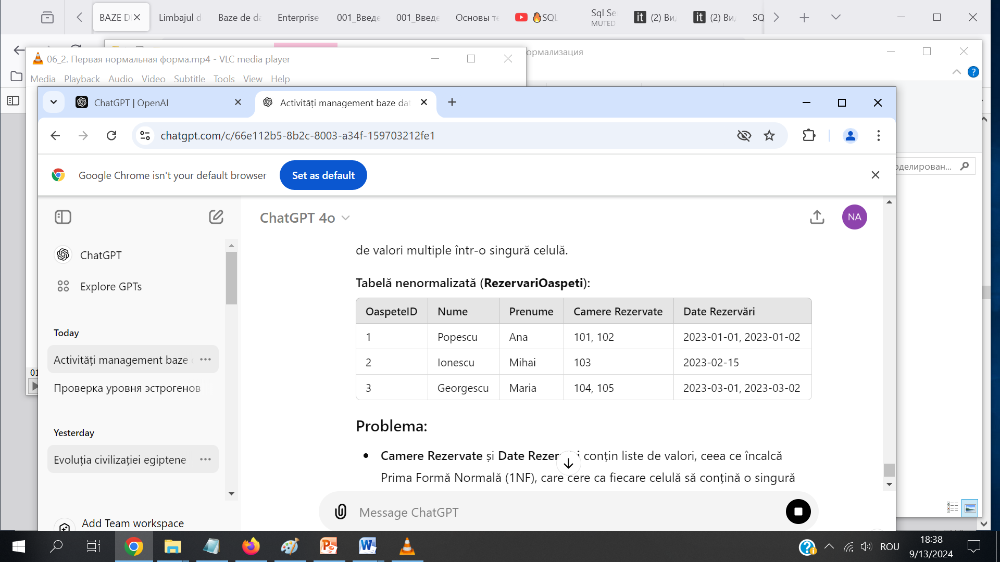 BAZE D
Limbajul d
Baze de da
Enterprise
001_Введе
001_Введе
Основы те
SQL
Sql Se
MUTED
(2) Ви
(2) Ви
SQ
06_2. Первая нормальная форма.mp4 - VLC media player
ормализация
Media Playback Audio Video Subtitle Tools View Help
ChatGPT | OpenAI
Activități management baze dat
chatgpt.com/c/66e112b5-8b2c-8003-a34f-159703212fe1
Google Chrome isn't your default browser
Set as default
оделирован...
ChatGPT 4o
NA
ChatGPT
Explore GPTs
Today
Activități management baze
Проверка уровня эстрогенов
Yesterday
Evoluția civilizației egiptene
Add Team workspace
01
de valori multiple într-o singură celulă.
Tabelă nenormalizată (RezervariOaspeti):
OaspeteID Nume Prenume Camere Rezervate Date Rezervări
1 Popescu Ana 101, 102 2023-01-01, 2023-01-02
2 Ionescu Mihai 103 2023-02-15
3 Georgescu Maria 104, 105 2023-03-01, 2023-03-02
Problema:
Camere Rezervate și Date Rezer i conțin liste de valori, ceea ce încalcă
Prima Formă Normală (1NF), care cere ca fiecare celulă să conțină o singură
Message ChatGPT
ROU
18:38
9/13/2024